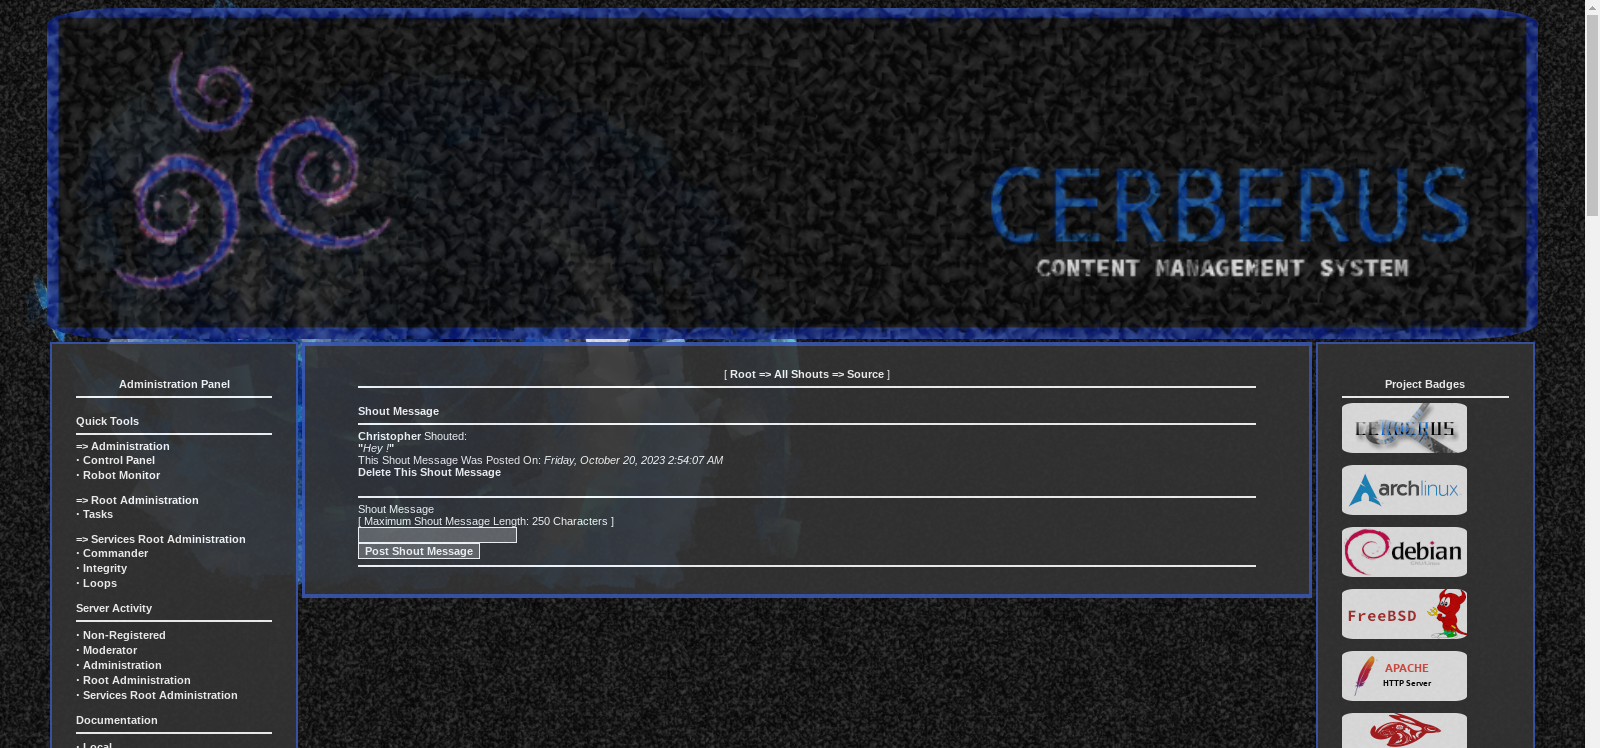 CERBERUS
CONTENT MANAGEMENT SYSTEM
Administration Panel
Quick Tools
=> Administration
· Control Panel
· Robot Monitor
=> Root Administration
· Tasks
=> Services Root Administration
· Commander
· Integrity
· Loops
Server Activity
· Non-Registered
· Moderator
· Administration
· Root Administration
· Services Root Administration
Documentation
· Local
[ Root => All Shouts => Source ]
Shout Message
Christopher Shouted:
"Hey !"
This Shout Message Was Posted On: Friday, October 20, 2023 2:54:07 AM
Delete This Shout Message
Shout Message
[ Maximum Shout Message Length: 250 Characters ]
Post Shout Message
Project Badges
CERBERUS
archlinux
debian
FreeBSD
APACHE
HTTP Server